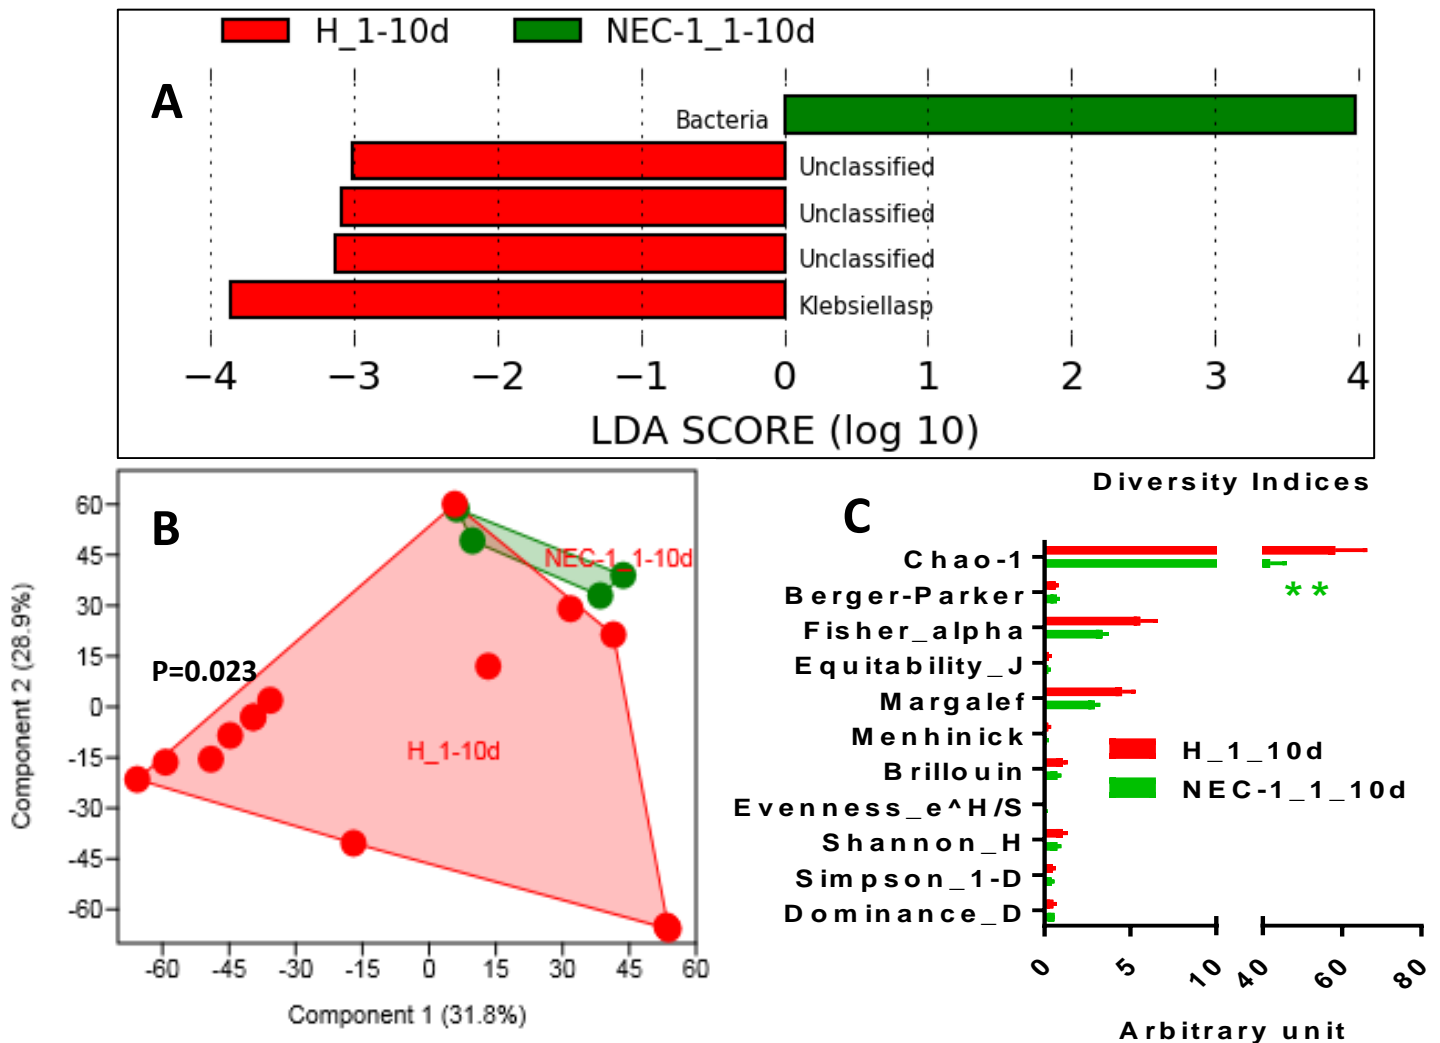 H_1-10d NEC-1_1-10d
A
Bacteria
Unclassified
Unclassified
Unclassified
Klebsiellasp
−4 −3 −2 −1 0 1 2 3 4
LDA SCORE (log 10)
B
Component 2 (28.9%)
60
45
30
15
0
-15
-30
-45
-60
NEC-1_1-10d
P=0.023
H_1-10d
-60 -45 -30 -15 0 15 30 45 60
Component 1 (31.8%)
Diversity Indices
C
Chao-1
Berger-Parker
**
Fisher_alpha
Equitability_J
Margalef
Menhinick
Brillouin
Evenness_e^H/S
Shannon_H
Simpson_1-D
Dominance_D
H_1_10d
NEC-1_1_10d
0 5 10 40 60 80
Arbitrary unit